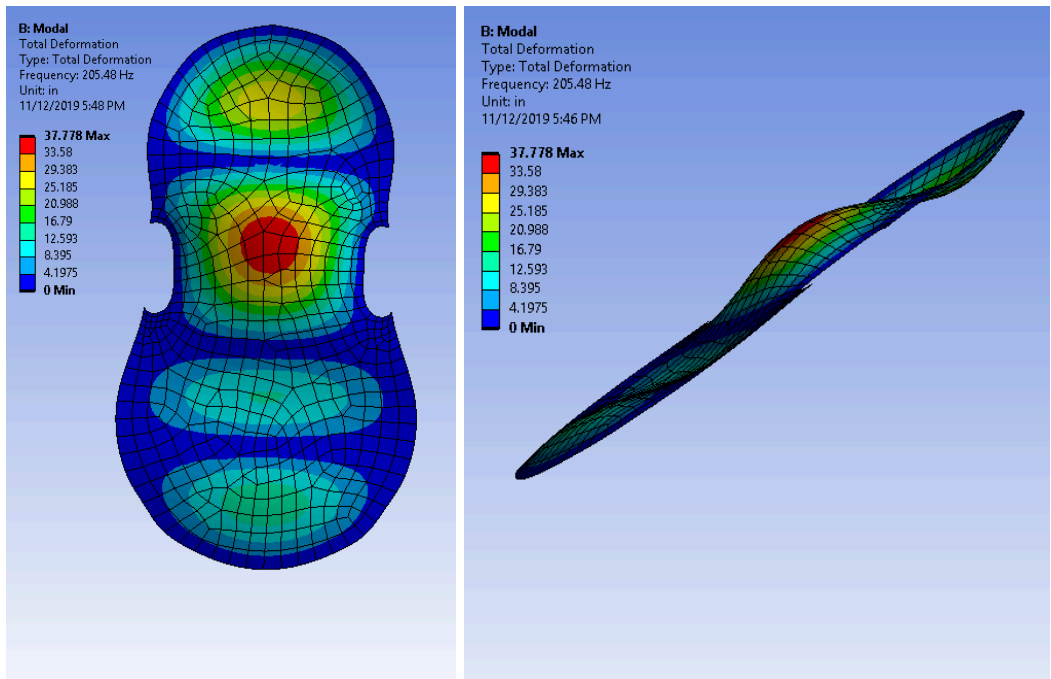 B: Modal
Total Deformation
Type: Total Deformation
Frequency: 205.48 Hz
Unit: in
11/12/2019 5:48 PM
37.778 Max
33.58
29.383
25.185
20.988
16.79
12.593
8.395
4.1975
0 Min
B: Modal
Total Deformation
Type: Total Deformation
Frequency: 205.48 Hz
Unit: in
11/12/2019 5:46 PM
37.778 Max
33.58
29.383
25.185
20.988
16.79
12.593
8.395
4.1975
0 Min